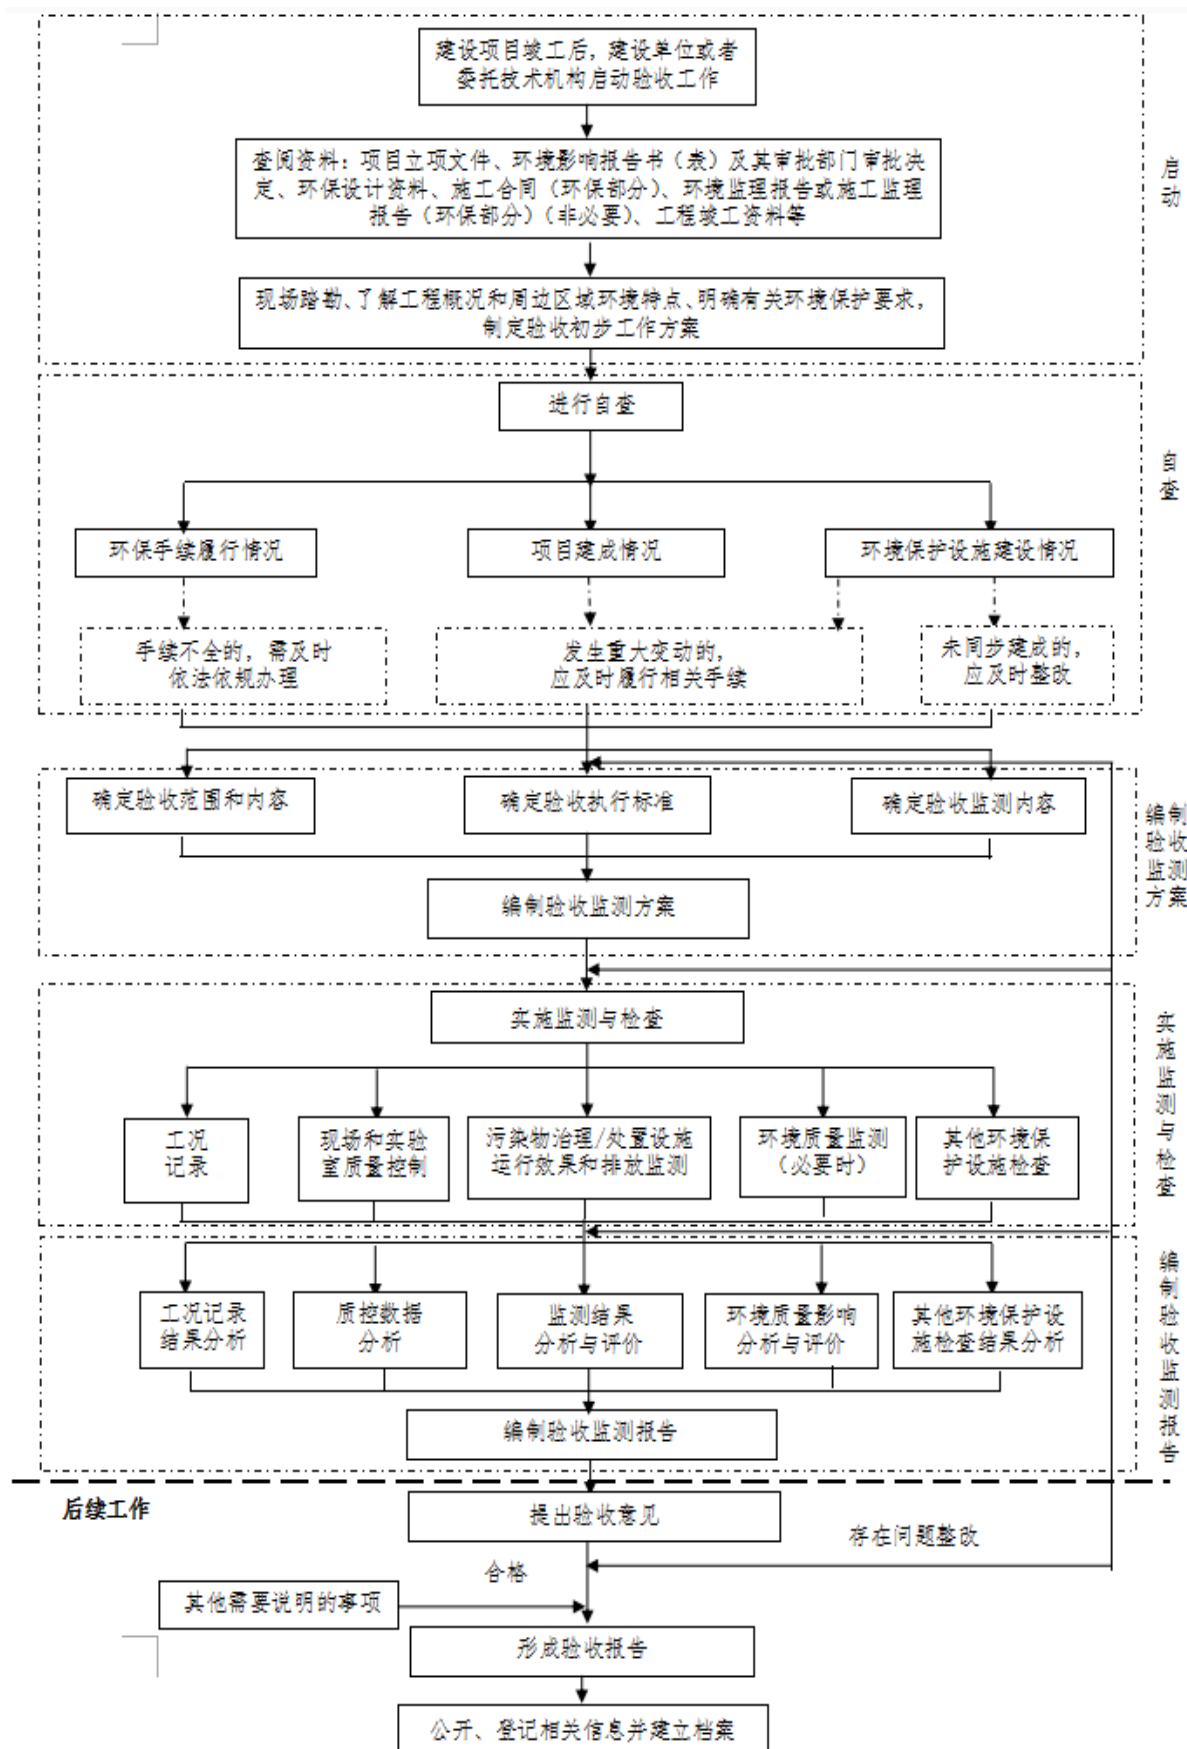 建设项目竣工后，建设单位或者
委托技术机构启动验收工作
查阅资料：项目立项文件、环境影响报告书（表）及其审批部门审批决
定、环保设计资料、施工合同（环保部分）、环境监理报告或施工监理
报告（环保部分）（非必要）、工程竣工资料等
现场踏勘、了解工程概况和周边区域环境特点、明确有关环境保护要求，
制定验收初步工作方案
启
动
进行自查
自
查
环保手续履行情况
项目建成情况
环境保护设施建设情况
手续不全的，需及时
依法依规办理
发生重大变动的，
应及时履行相关手续
未同步建成的，
应及时整改
确定验收范围和内容
确定验收执行标准
确定验收监测内容
编制验收监测方案
编制
验收
监测
方案
实施监测与检查
工况
记录
现场和实验
室质量控制
污染物治理/处置设施
运行效果和排放监测
环境质量监测
（必要时）
其他环境保
护设施检查
实
施
监
测
与
检
查
工况记录
结果分析
质控数据
分析
监测结果
分析与评价
环境质量影响
分析与评价
其他环境保护设
施检查结果分析
编制验收监测报告
编
制
验
收
监
测
报
告
后续工作
提出验收意见
存在问题整改
合格
其他需要说明的事项
形成验收报告
公开、登记相关信息并建立档案